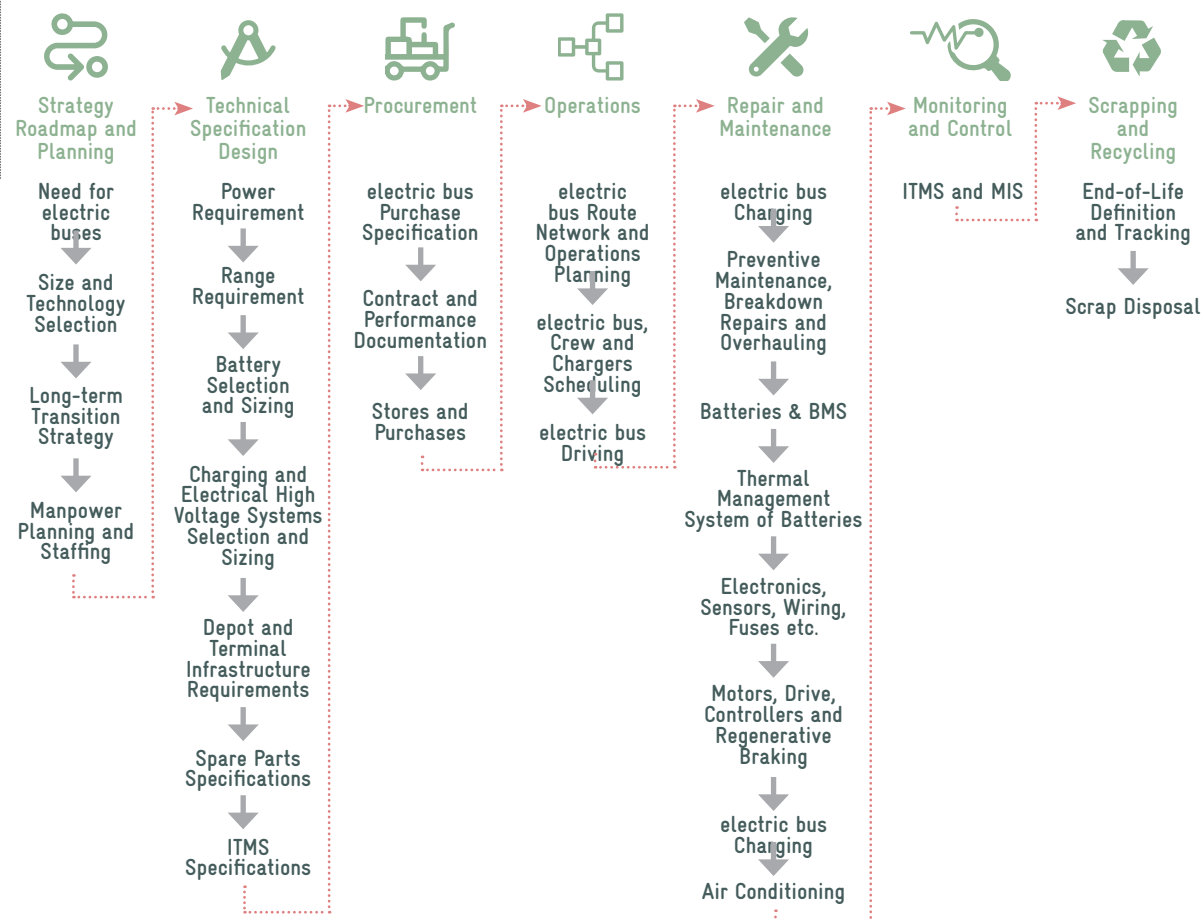 Strategy
Roadmap and
Planning
Need for
electric
buses
Size and
Technology
Selection
Long-term
Transition
Strategy
Manpower
Planning and
Staffing
Technical
Specification
Design
Power
Requirement
Range
Requirement
Battery
Selection
and Sizing
Charging and
Electrical High
Voltage Systems
Selection and
Sizing
Depot and
Terminal
Infrastructure
Requirements
Spare Parts
Specifications
ITMS
Specifications
Procurement
electric bus
Purchase
Specification
Contract and
Performance
Documentation
Stores and
Purchases
Operations
electric
bus Route
Network and
Operations
Planning
electric bus,
Crew and
Chargers
Scheduling
electric bus
Driving
Repair and
Maintenance
electric bus
Charging
Preventive
Maintenance,
Breakdown
Repairs and
Overhauling
Batteries & BMS
Thermal
Management
System of Batteries
Electronics,
Sensors, Wiring,
Fuses etc.
Motors, Drive,
Controllers and
Regenerative
Braking
electric bus
Charging
Air Conditioning
Monitoring
and Control
ITMS and MIS
Scrapping
and
Recycling
End-of-Life
Definition
and Tracking
Scrap Disposal